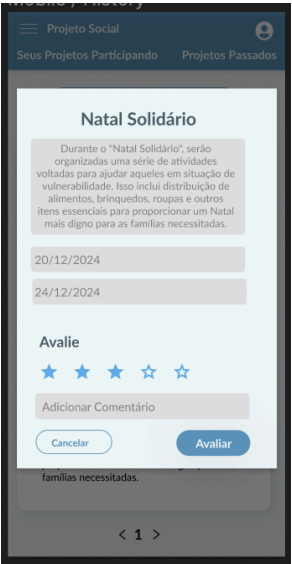 Mobile / History
Projeto Social
Seus Projetos Participando Projetos Passados
Natal Solidário
Durante o "Natal Solidário", serão
organizadas uma série de atividades
voltadas para ajudar aqueles em situação de
vulnerabilidade. Isso inclui distribuição de
alimentos, brinquedos, roupas e outros
itens essenciais para proporcionar um Natal
mais digno para as famílias necessitadas.
20/12/2024
24/12/2024
Avalie
Adicionar Comentário
Cancelar Avaliar
famílias necessitadas.
< 1 >